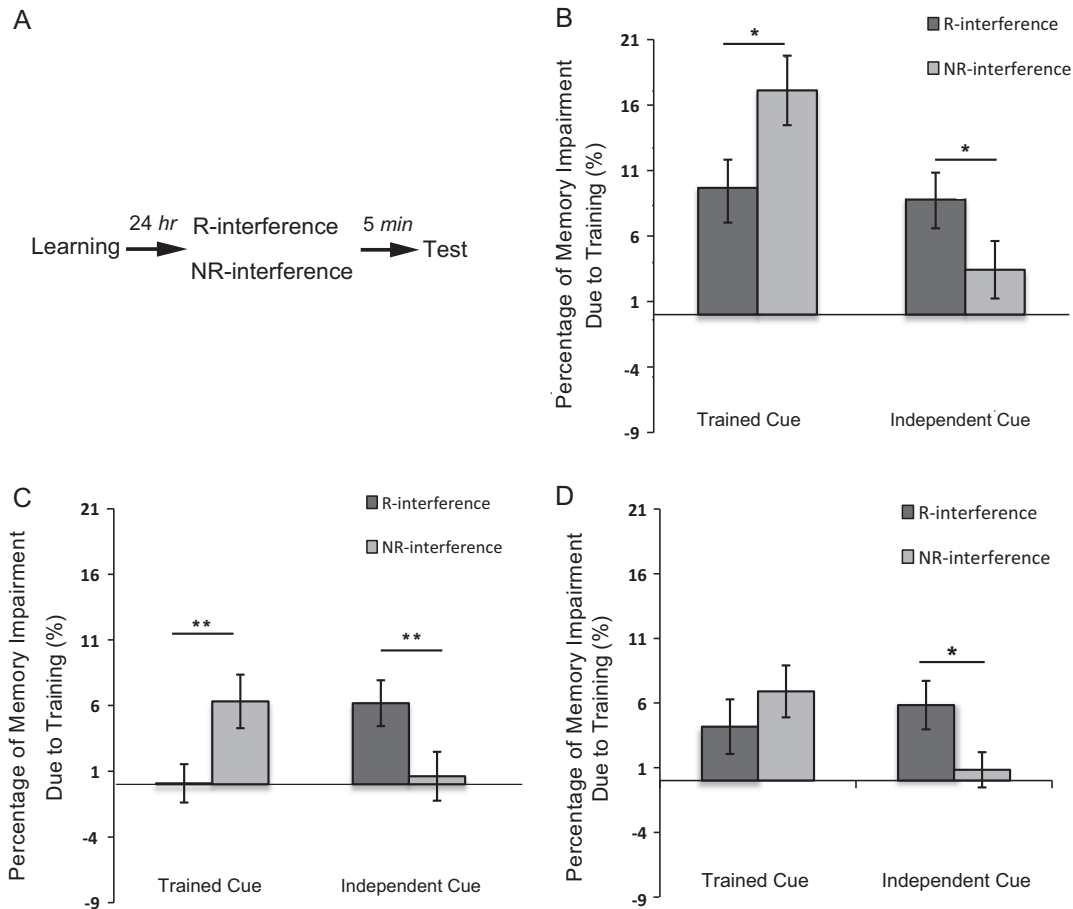 A
24 hr
R-interference
5 min
Learning
Test
NR-interference
B
R-interference
NR-interference
*
*
Percentage of Memory Impairment
Due to Training (%)
21
16
11
6
1
-4
-9
Trained Cue
Independent Cue
C
R-interference
NR-interference
**
**
Percentage of Memory Impairment
Due to Training (%)
21
16
11
6
1
-4
-9
Trained Cue
Independent Cue
D
R-interference
NR-interference
*
Percentage of Memory Impairment
Due to Training (%)
21
16
11
6
1
-4
-9
Trained Cue
Independent Cue